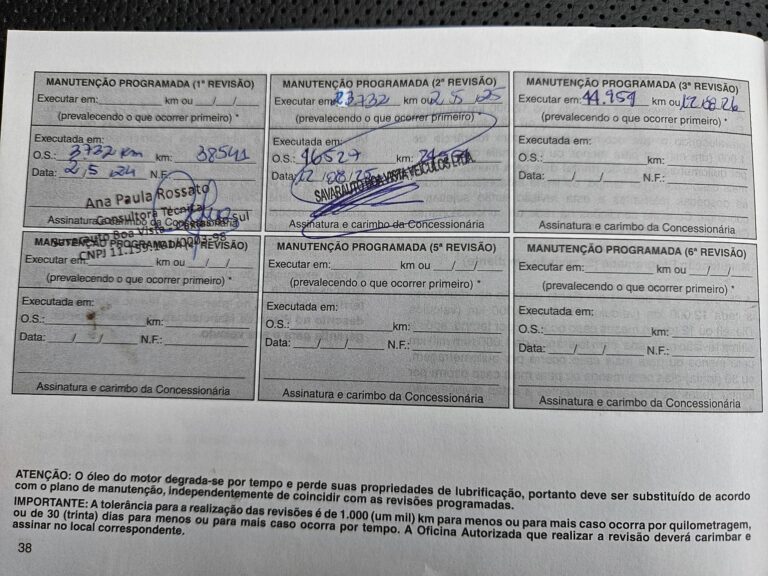 MANUTENÇÃO PROGRAMADA (1ª REVISÃO)
Executar em: km ou / /
(prevalecendo o que ocorrer primeiro) *
Executada em:
O.S.: 3732 km km: 38541
Data: 2/5/24 N.F.
Ana Paula Rossato
Consultora Técnica
Assinatura e carimbo da Concessionária
MANUTENÇÃO PROGRAMADA (2ª REVISÃO)
Executar em: 23732 km ou 2/5/25
(prevalecendo o que ocorrer primeiro) *
Executada em:
O.S.: 46527 km:
Data: 12/08/25
SAVARAUTO BOA VISTA VEÍCULOS LTDA.
Assinatura e carimbo da Concessionária
MANUTENÇÃO PROGRAMADA (3ª REVISÃO)
Executar em: 44.959 km ou 12/08/26
(prevalecendo o que ocorrer primeiro) *
Executada em:
O.S.: km:
Data: / / N.F.:
Assinatura e carimbo da Concessionária
MANUTENÇÃO PROGRAMADA REVISÃO)
Executar em: km ou / /
(prevalecendo o que ocorrer primeiro) *
Executada em:
O.S.: km:
Data: / / N.F.:
Assinatura e carimbo da Concessionária
MANUTENÇÃO PROGRAMADA (5ª REVISÃO)
Executar em: km ou / /
(prevalecendo o que ocorrer primeiro) *
Executada em:
O.S.: km:
Data: / / N.F.:
Assinatura e carimbo da Concessionária
MANUTENÇÃO PROGRAMADA (6ª REVISÃO)
Executar em: km ou / /
(prevalecendo o que ocorrer primeiro) *
Executada em:
O.S.: km:
Data: / / N.F.:
Assinatura e carimbo da Concessionária
ATENÇÃO: O óleo do motor degrada-se por tempo e perde suas propriedades de lubrificação, portanto deve ser substituído de acordo
com o plano de manutenção, independentemente de coincidir com as revisões programadas.
IMPORTANTE: A tolerância para a realização das revisões é de 1.000 (um mil) km para menos ou para mais caso ocorra por quilometragem,
ou de 30 (trinta) dias para menos ou para mais caso ocorra por tempo. A Oficina Autorizada que realizar a revisão deverá carimbar e
assinar no local correspondente.
38